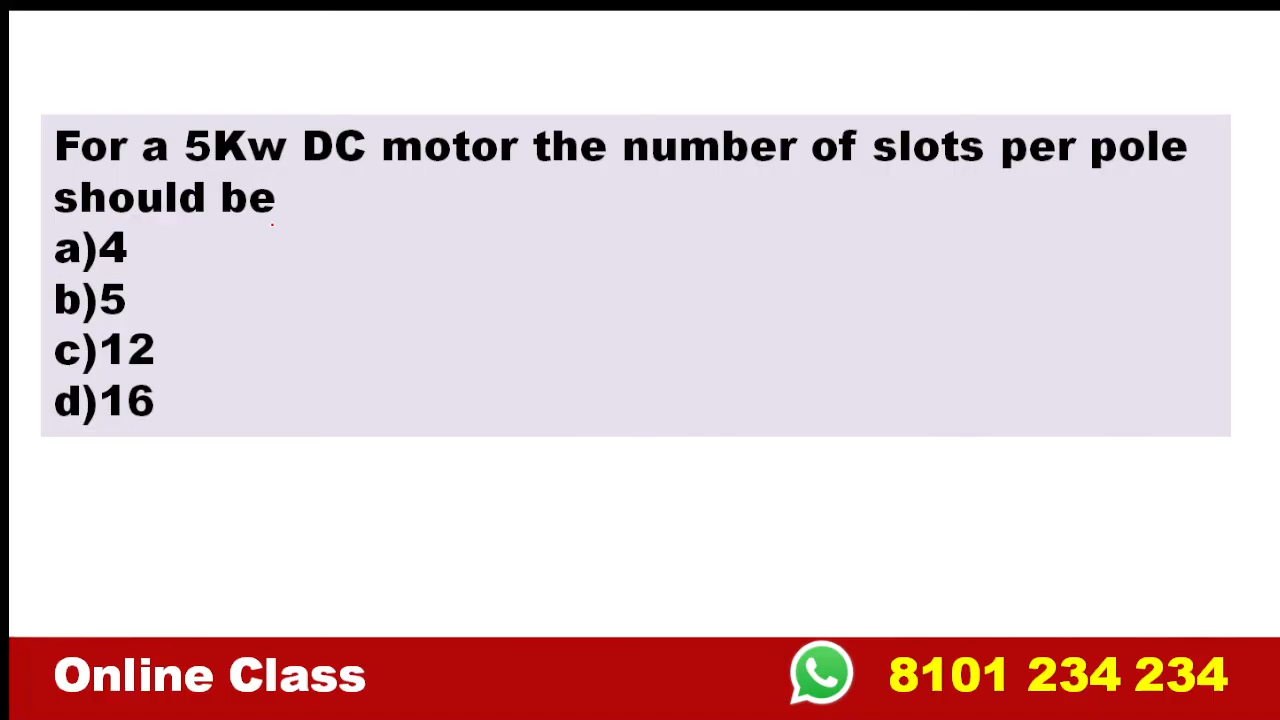 For a 5Kw DC motor the number of slots per pole
should be
a)4
b)5
c)12
d)16
Online Class
8101 234 234